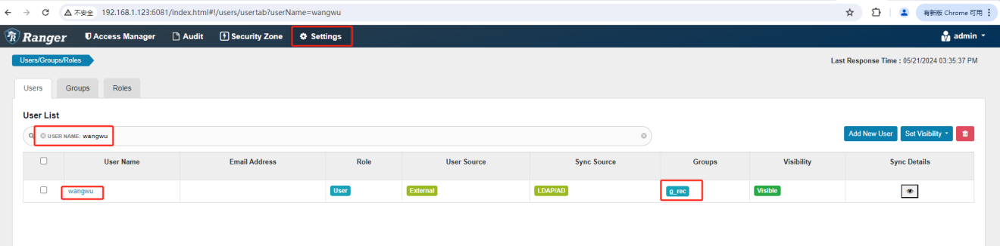 不安全 192.168.1.123:6081/index.html#!/users/usertab?userName=wangwu 有新版 Chrome 可用
Ranger Access Manager Audit Security Zone Settings admin
Users/Groups/Roles Last Response Time : 05/21/2024 03:35:37 PM
Users Groups Roles
User List
USER NAME: wangwu Add New User Set Visibility
User Name Email Address Role User Source Sync Source Groups Visibility Sync Details
wangwu User External LDAP/AD g_rec Visible